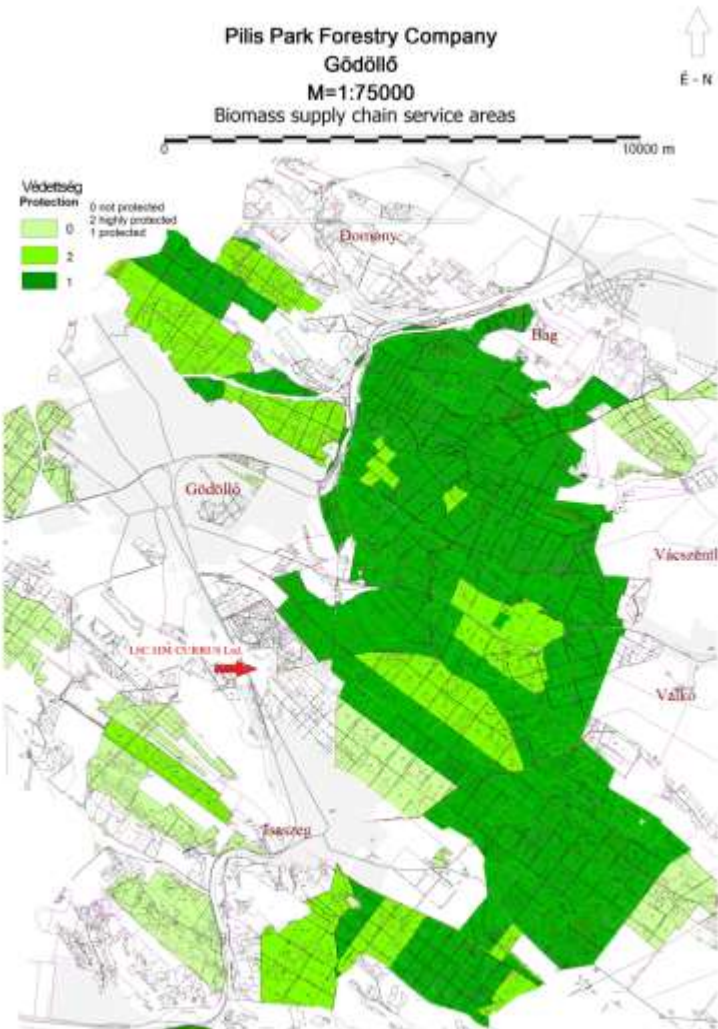 Pilis Park Forestry Company
Gödöllő
M=1:75000
Biomass supply chain service areas
É - N
0 10000 m
Védettség
Protection
0 not protected
2 highly protected
1 protected
0
2
1
Domony
Bag
Gödöllő
Vácszentl
LSC HM CURRUS Ltd.
Valkó
Isaszeg